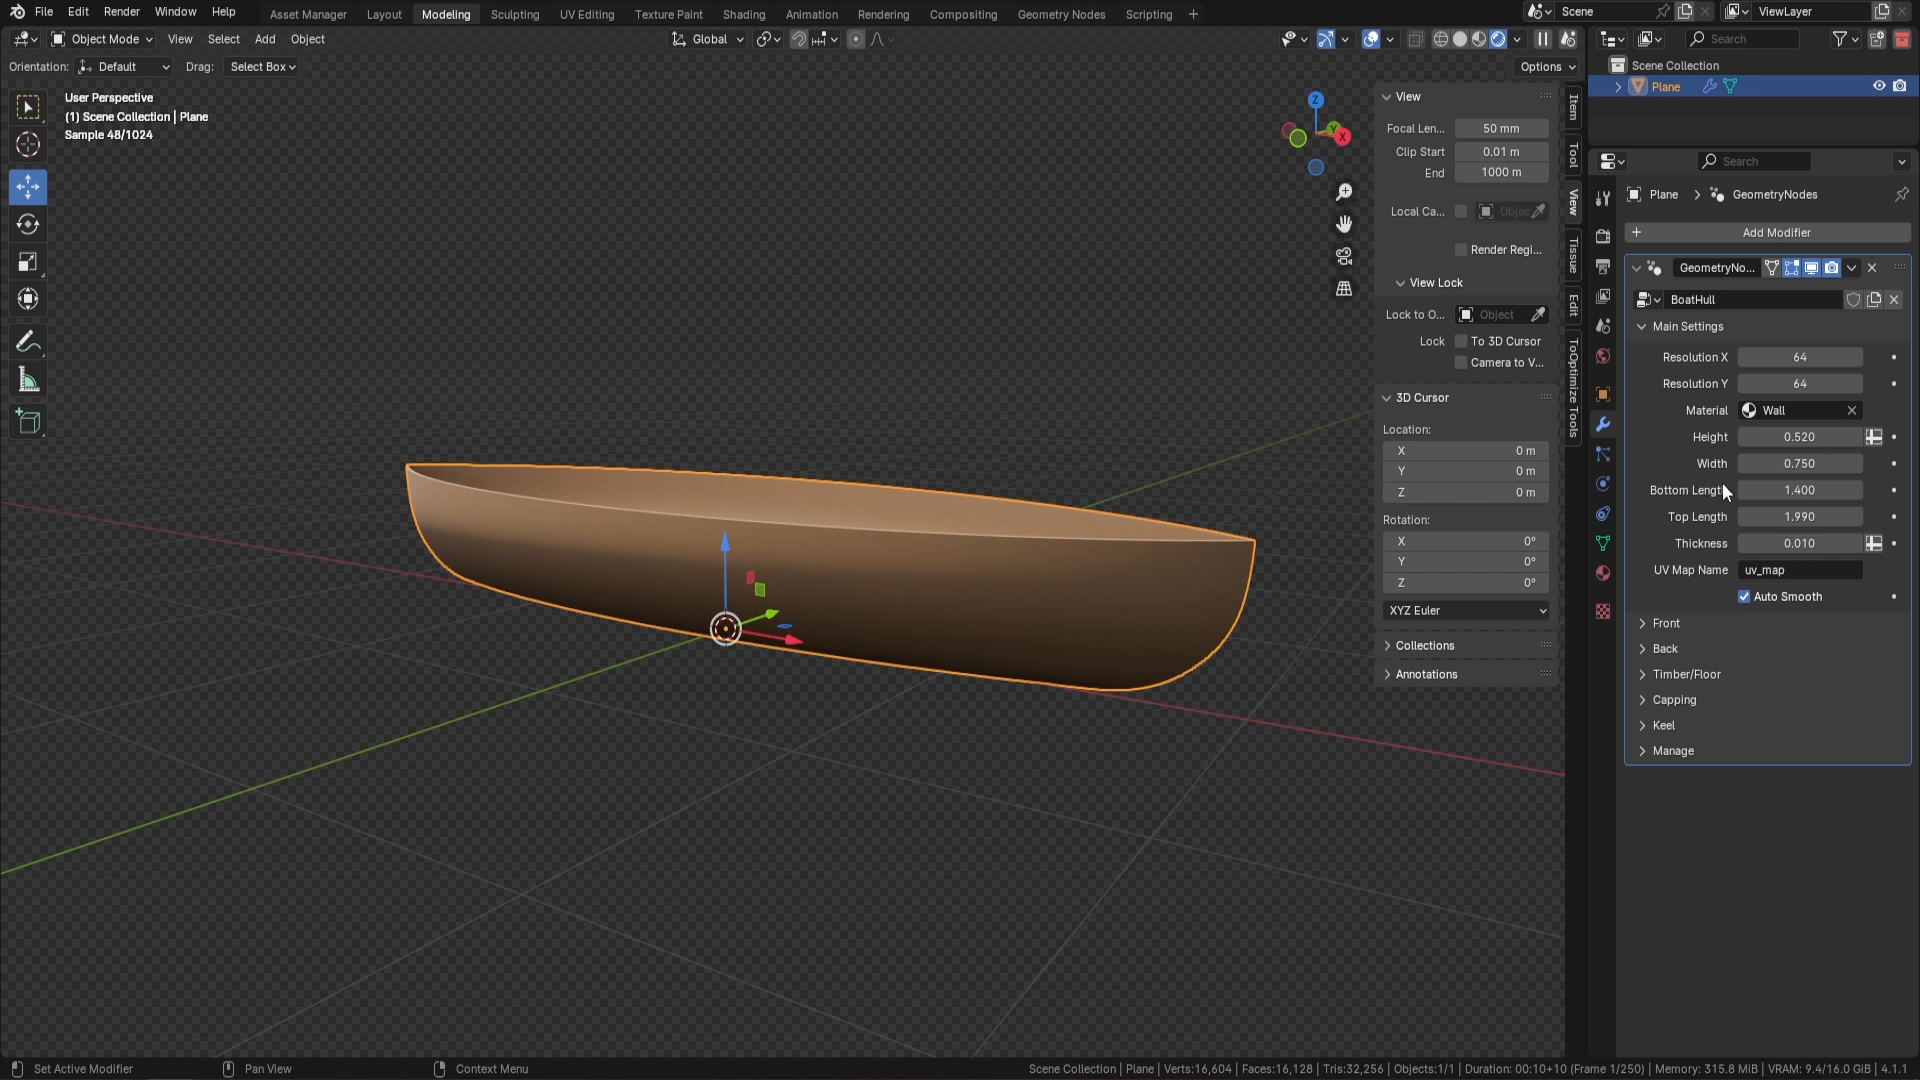 File Edit Render Window Help
Asset Manager Layout Modeling Sculpting UV Editing Texture Paint Shading Animation Rendering Compositing Geometry Nodes Scripting +
Scene
ViewLayer
Object Mode View Select Add Object
Global
Search
Orientation: Default Drag: Select Box
Options
User Perspective
(1) Scene Collection | Plane
Sample 48/1024
Z
Y
X
View
Focal Len... 50 mm
Clip Start 0.01 m
End 1000 m
Local Ca... Objec
Render Regi...
View Lock
Lock to O... Object
Lock To 3D Cursor
Camera to V...
3D Cursor
Location:
X 0 m
Y 0 m
Z 0 m
Rotation:
X 0°
Y 0°
Z 0°
XYZ Euler
Collections
Annotations
Item
Tool
View
Tissue
Edit
ToOptimize Tools
Scene Collection
Plane
Search
Plane > GeometryNodes
+ Add Modifier
GeometryNo...
BoatHull
Main Settings
Resolution X 64
Resolution Y 64
Material Wall
Height 0.520
Width 0.750
Bottom Length 1.400
Top Length 1.990
Thickness 0.010
UV Map Name uv_map
Auto Smooth
Front
Back
Timber/Floor
Capping
Keel
Manage
Set Active Modifier Pan View Context Menu
Scene Collection | Plane | Verts:16,604 | Faces:16,128 | Tris:32,256 | Objects:1/1 | Duration: 00:10+10 (Frame 1/250) | Memory: 315.8 MiB | VRAM: 9.4/16.0 GiB | 4.1.1